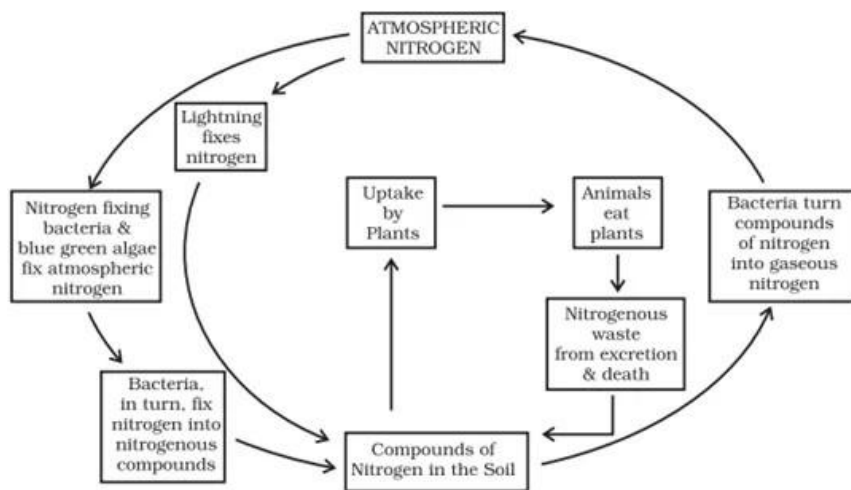 ATMOSPHERIC
NITROGEN
Lightning
fixes
nitrogen
Nitrogen fixing
bacteria &
blue green algae
fix atmospheric
nitrogen
Uptake
by
Plants
Animals
eat
plants
Bacteria turn
compounds
of nitrogen
into gaseous
nitrogen
Nitrogenous
waste
from excretion
& death
Bacteria,
in turn, fix
nitrogen into
nitrogenous
compounds
Compounds of
Nitrogen in the Soil